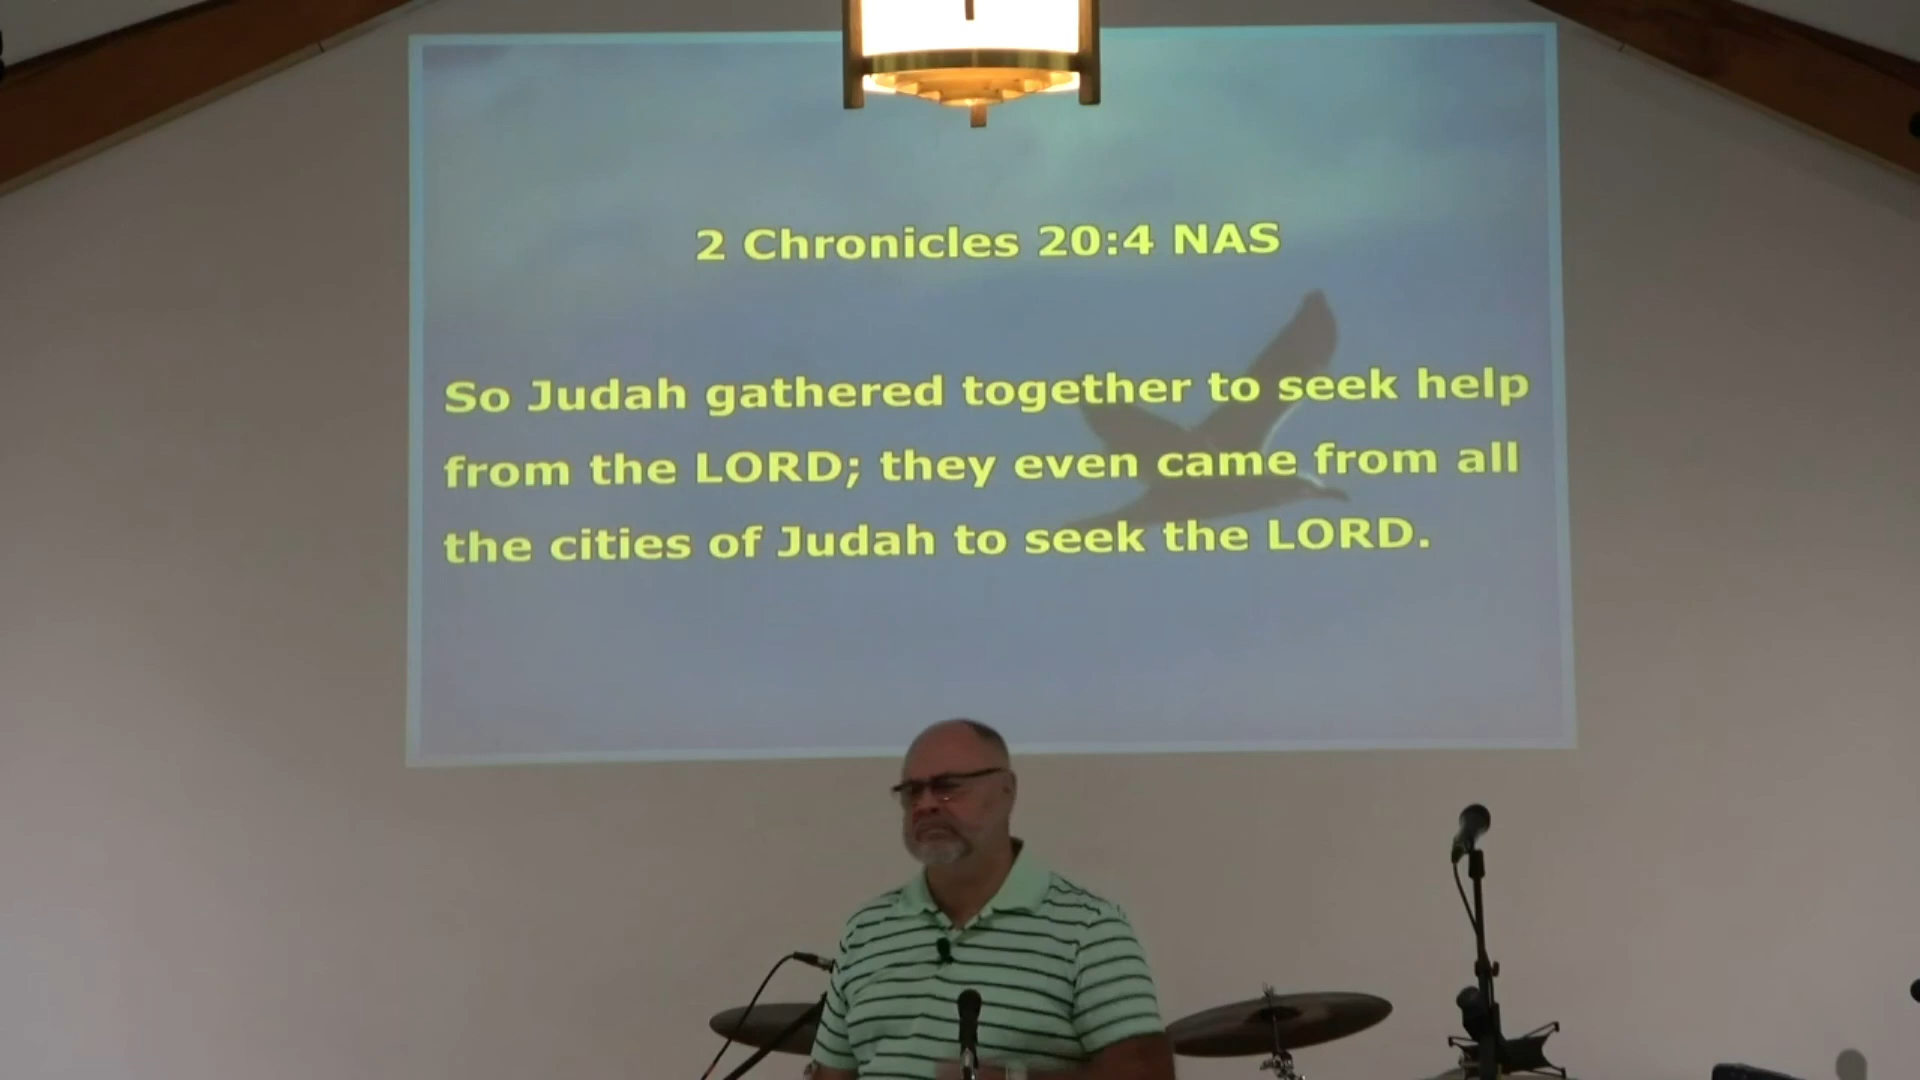 2 Chronicles 20:4 NAS
So Judah gathered together to seek help
from the LORD; they even came from all
the cities of Judah to seek the LORD.